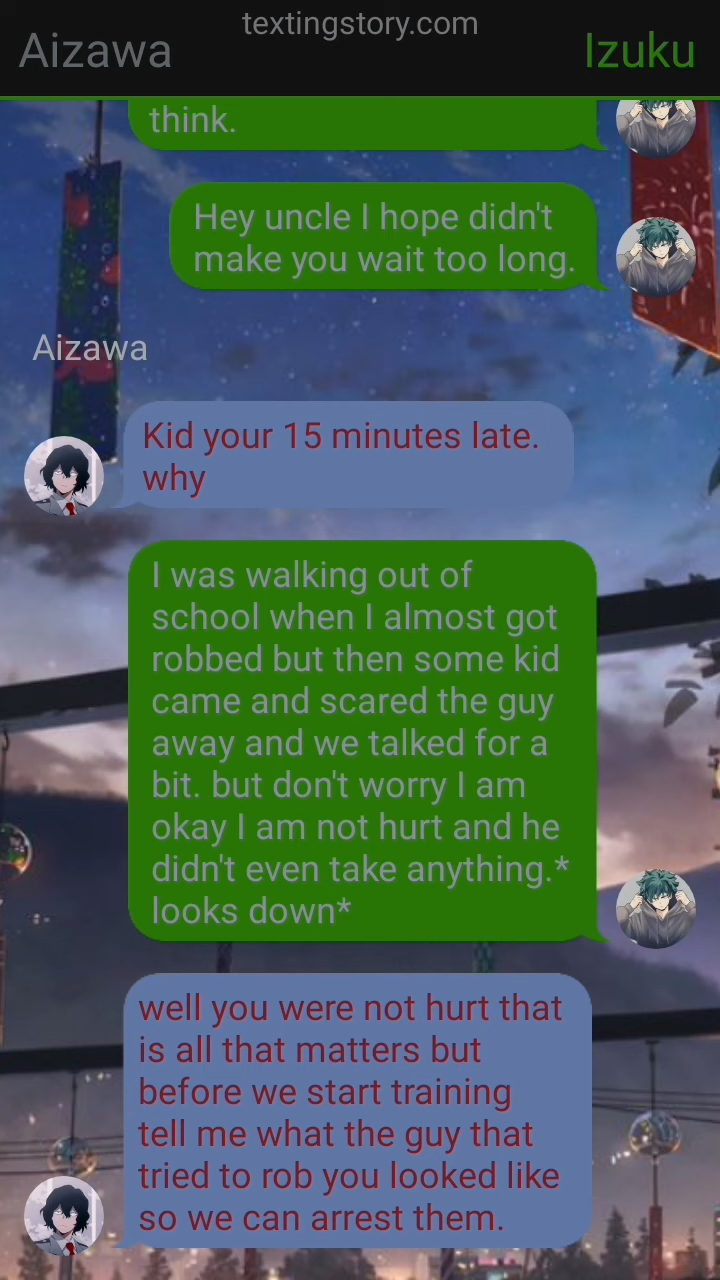 textingstory.com
Aizawa
Izuku
think.
Hey uncle I hope didn't
make you wait too long.
Aizawa
Kid your 15 minutes late.
why
I was walking out of
school when I almost got
robbed but then some kid
came and scared the guy
away and we talked for a
bit. but don't worry I am
okay I am not hurt and he
didn't even take anything.*
looks down*
well you were not hurt that
is all that matters but
before we start training
tell me what the guy that
tried to rob you looked like
so we can arrest them.